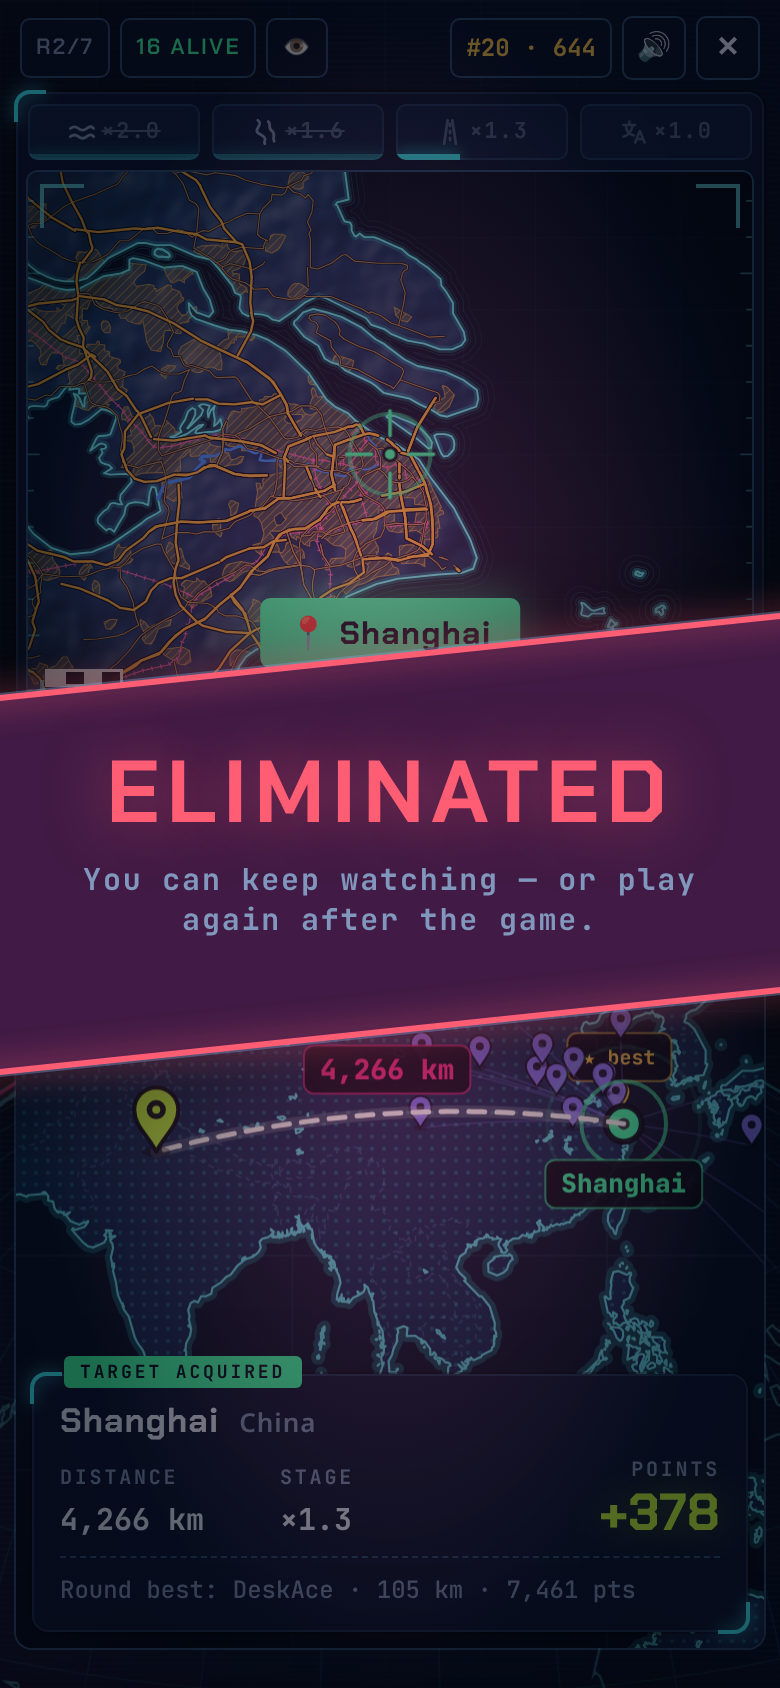 R2/7
16 ALIVE
#20 · 644
×2.0
×1.6
×1.3
×1.0
Shanghai
ELIMINATED
You can keep watching — or play
again after the game.
★ best
4,266 km
Shanghai
TARGET ACQUIRED
Shanghai China
DISTANCE
STAGE
POINTS
4,266 km
×1.3
+378
Round best: DeskAce · 105 km · 7,461 pts